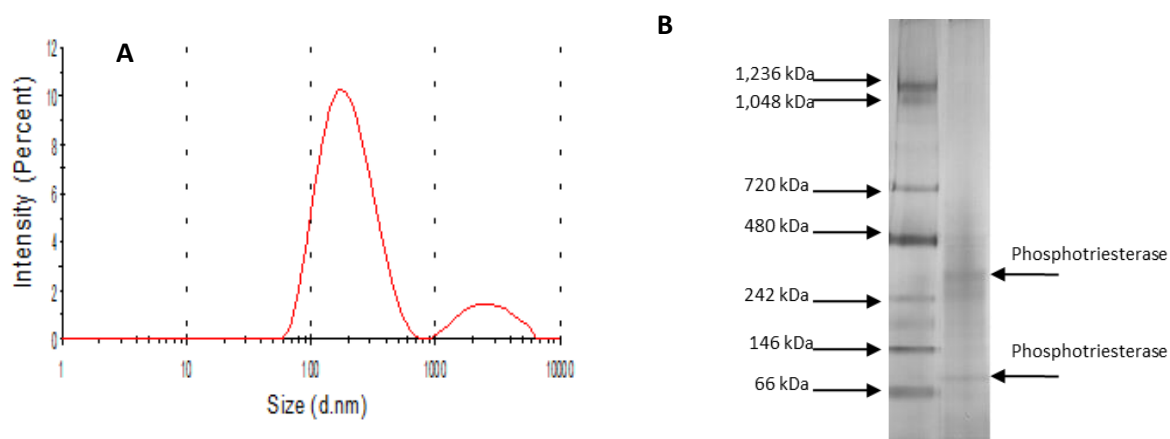 A
Intensity (Percent)
12
10
8
6
4
2
0
1
10
100
1000
10000
Size (d.nm)
B
1,236 kDa
1,048 kDa
720 kDa
480 kDa
242 kDa
146 kDa
66 kDa
Phosphotriesterase
Phosphotriesterase